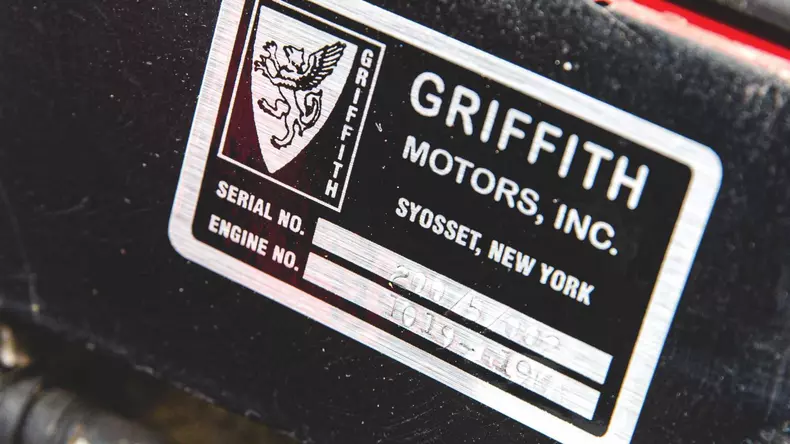 GRIFFITH
GRIFFITH
MOTORS, INC.
SYOSSET, NEW YORK
SERIAL NO.
ENGINE NO.